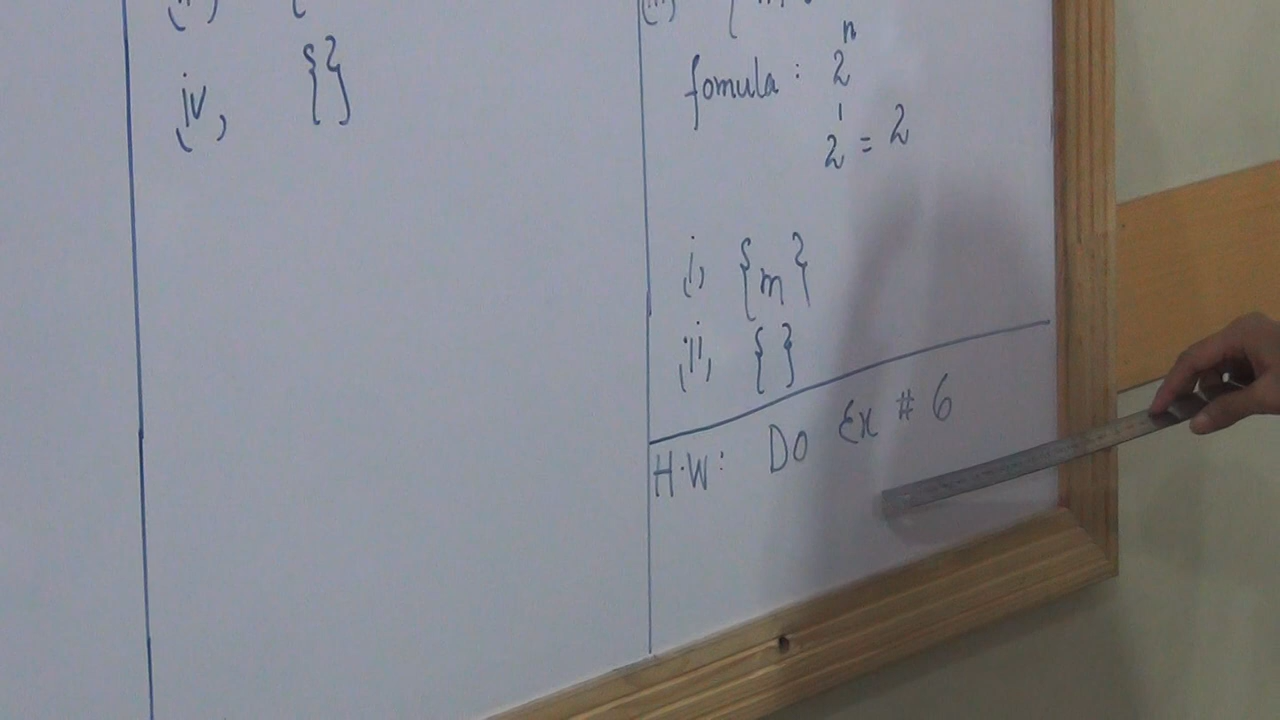 (iv, {}
fomula : 2ⁿ
2¹ = 2
(i, {m}
(ii, {}
H.W: Do Ex # 6